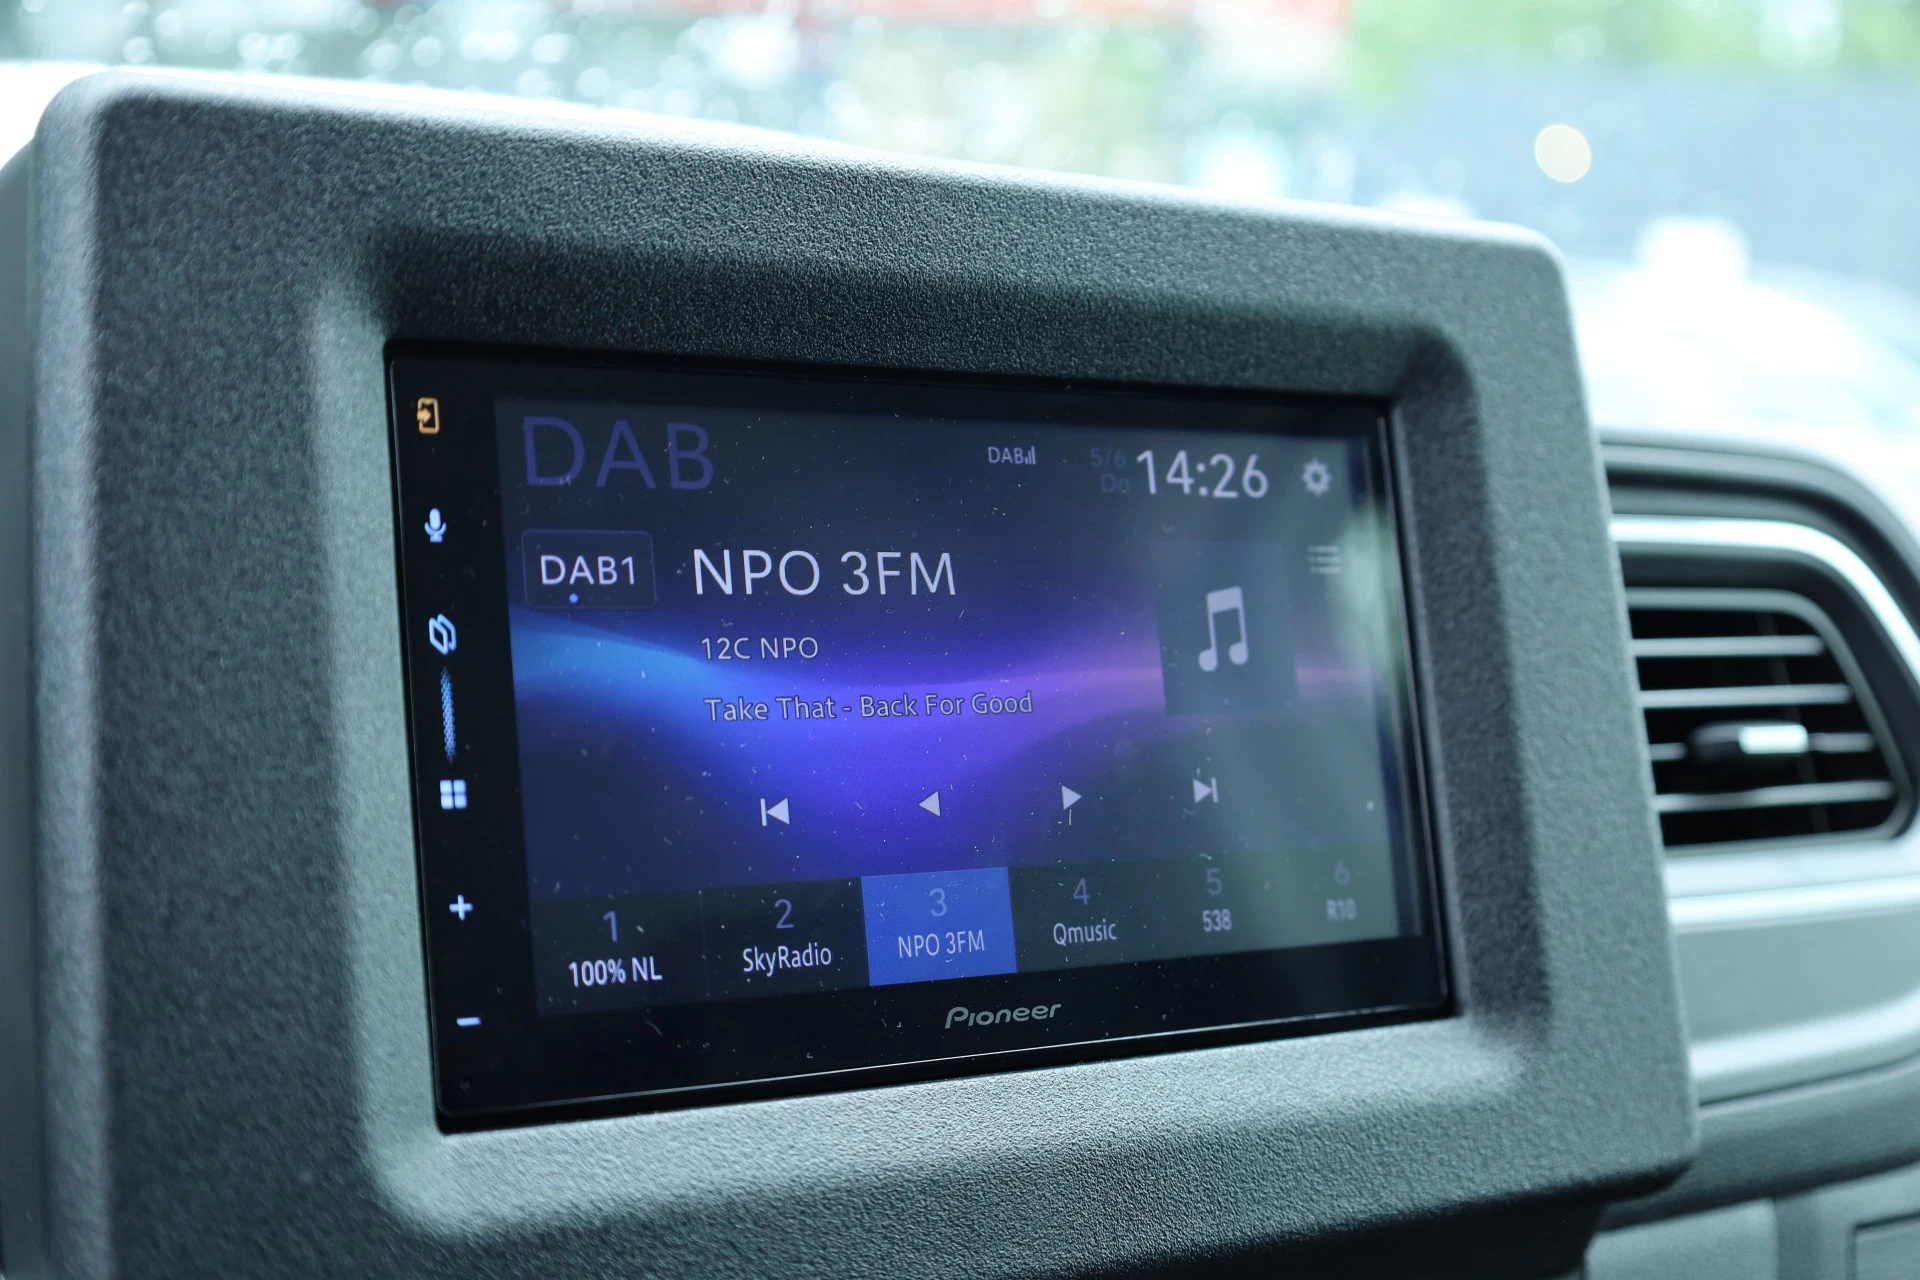 DAB
DAB
5/6
Do
14:26
DAB1
NPO 3FM
12C NPO
Take That - Back For Good
1
100% NL
2
SkyRadio
3
NPO 3FM
4
Qmusic
5
538
6
R10
Pioneer